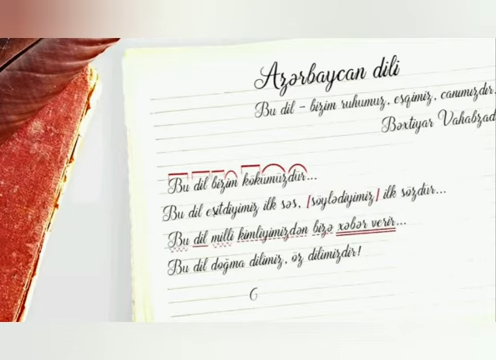 Azərbaycan dili
Bu dil - bizim ruhumuz, eşqimiz, canımızdır.
Bəxtiyar Vahabzad
Bu dil bizim kökümüzdür...
Bu dil eşitdiyimiz ilk səs, [söylədiyimiz] ilk sözdür...
Bu dil milli kimliyimizdən bizə xəbər verir...
Bu dil doğma dilimiz, öz dilimizdir!